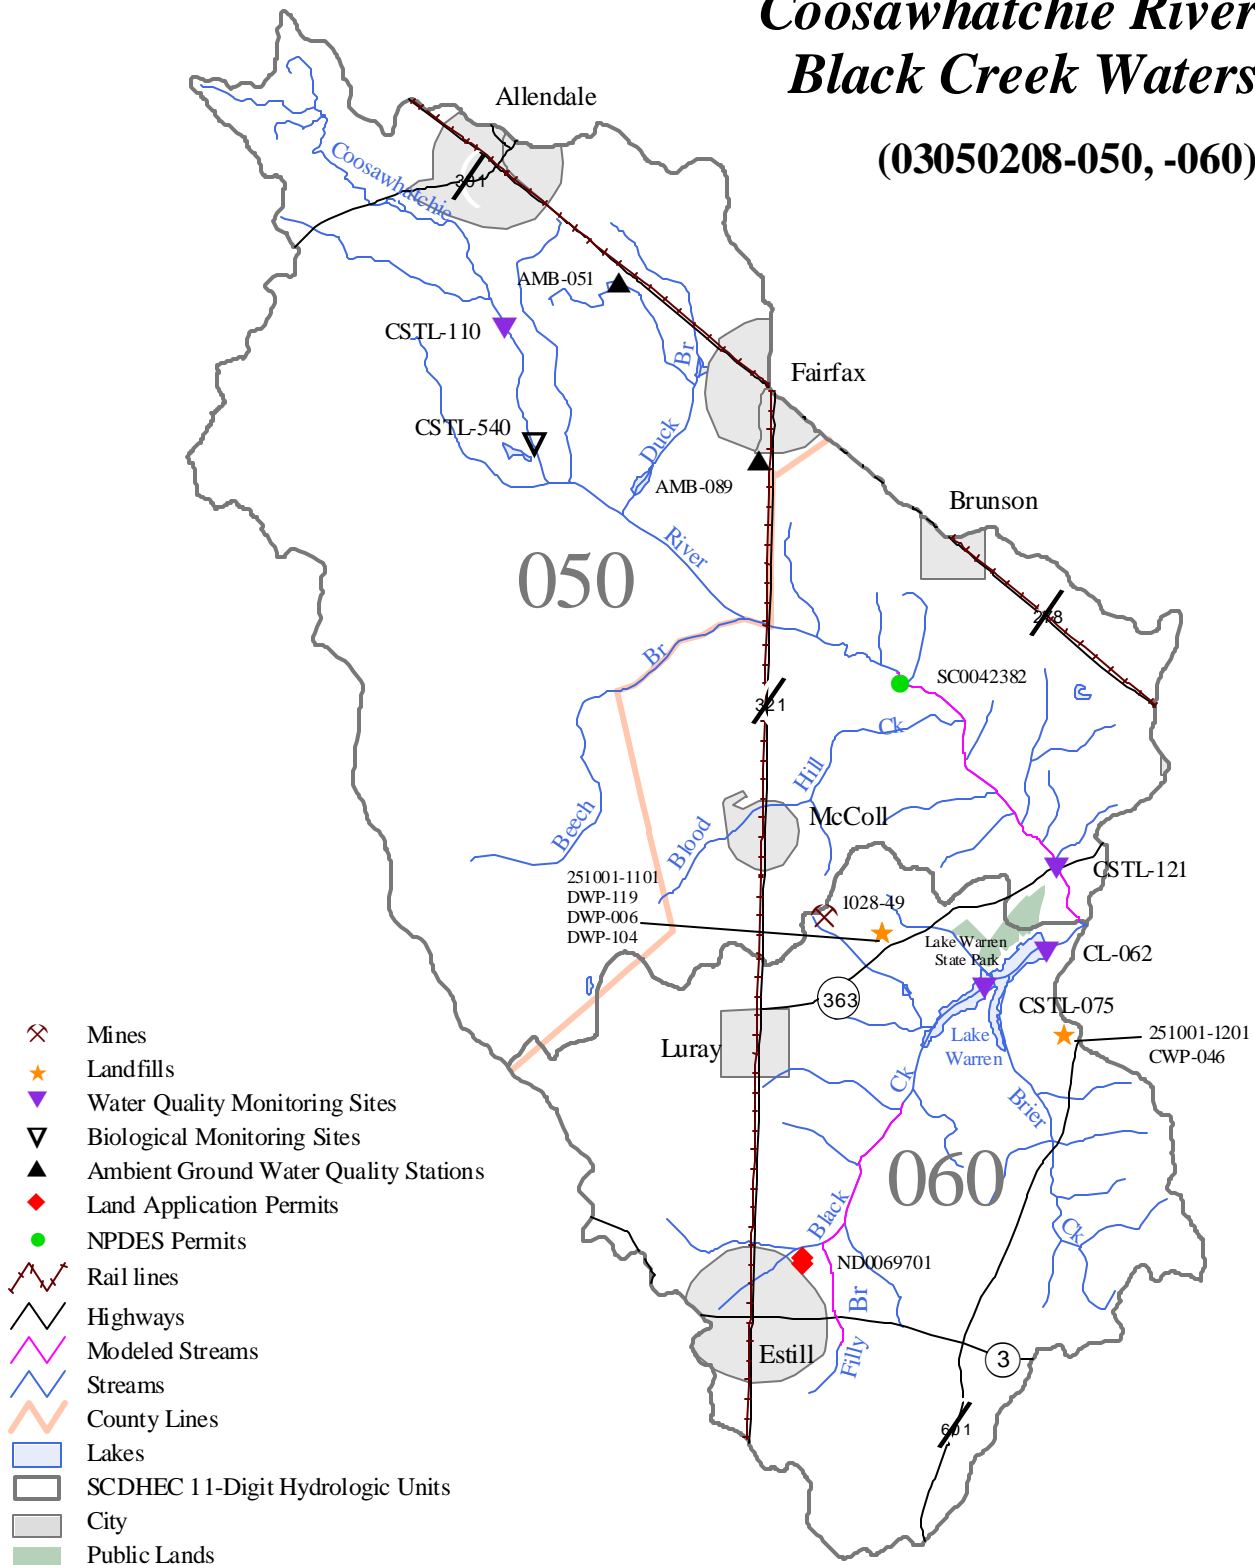 Coosawhatchie River
Black Creek Waters
(03050208-050, -060)
Allendale
301
Coosawhatchie
AMB-051
CSTL-110
Br
Fairfax
CSTL-540
Duck
AMB-089
Brunson
River
050
278
Br
SC0042382
321
Ck
Hill
Beech
Blood
McColl
CSTL-121
251001-1101
DWP-119
DWP-006
DWP-104
1028-49
Lake Warren
State Park
CL-062
363
CSTL-075
Luray
Lake
Warren
251001-1201
CWP-046
Ck
Brier
060
Black
Ck
ND0069701
Br
Filly
Estill
3
601
Mines
Landfills
Water Quality Monitoring Sites
Biological Monitoring Sites
Ambient Ground Water Quality Stations
Land Application Permits
NPDES Permits
Rail lines
Highways
Modeled Streams
Streams
County Lines
Lakes
SCDHEC 11-Digit Hydrologic Units
City
Public Lands